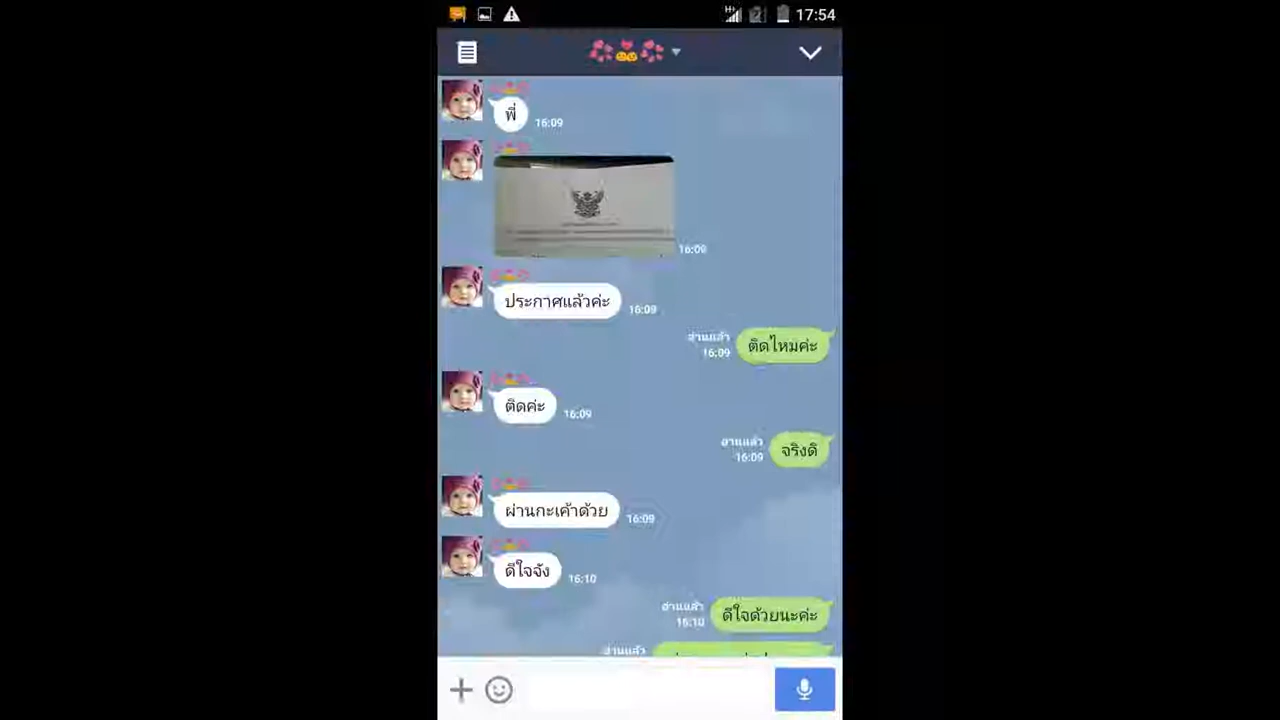 17:54
พี่
16:09
16:09
ประกาศแล้วค่ะ
16:09
อ่านแล้ว
16:09
ติดไหมค่ะ
ติดค่ะ
16:09
อ่านแล้ว
16:09
จริงดิ
ผ่านกะเค้าด้วย
16:09
ดีใจจัง
16:10
อ่านแล้ว
16:10
ดีใจด้วยนะค่ะ
อ่านแล้ว